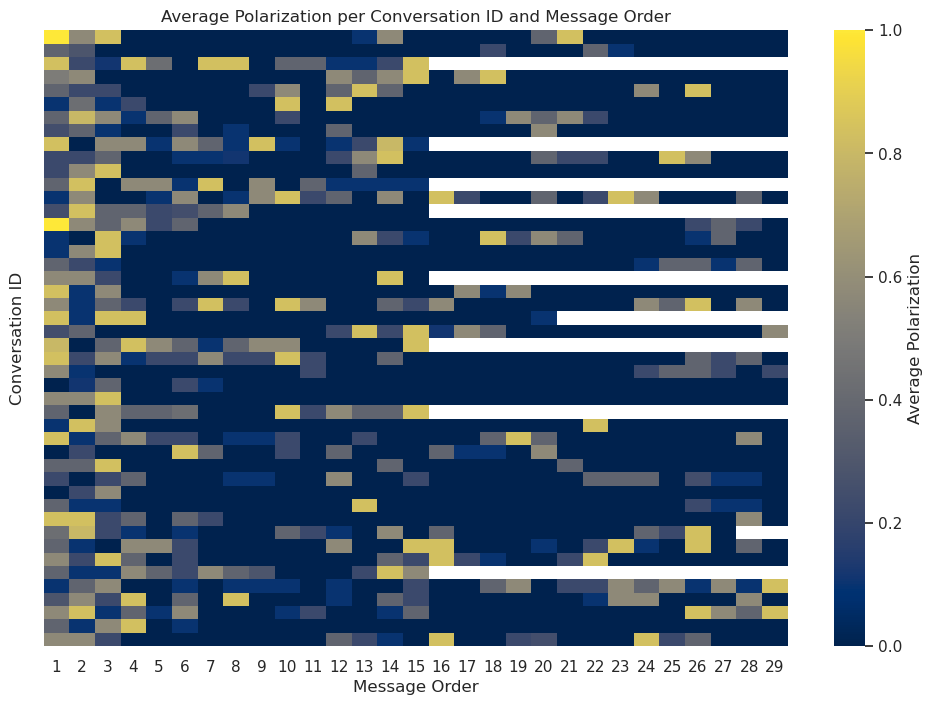 Average Polarization per Conversation ID and Message Order
Conversation ID
1 2 3 4 5 6 7 8 9 10 11 12 13 14 15 16 17 18 19 20 21 22 23 24 25 26 27 28 29
Message Order
1.0
0.8
0.6
0.4
0.2
0.0
Average Polarization